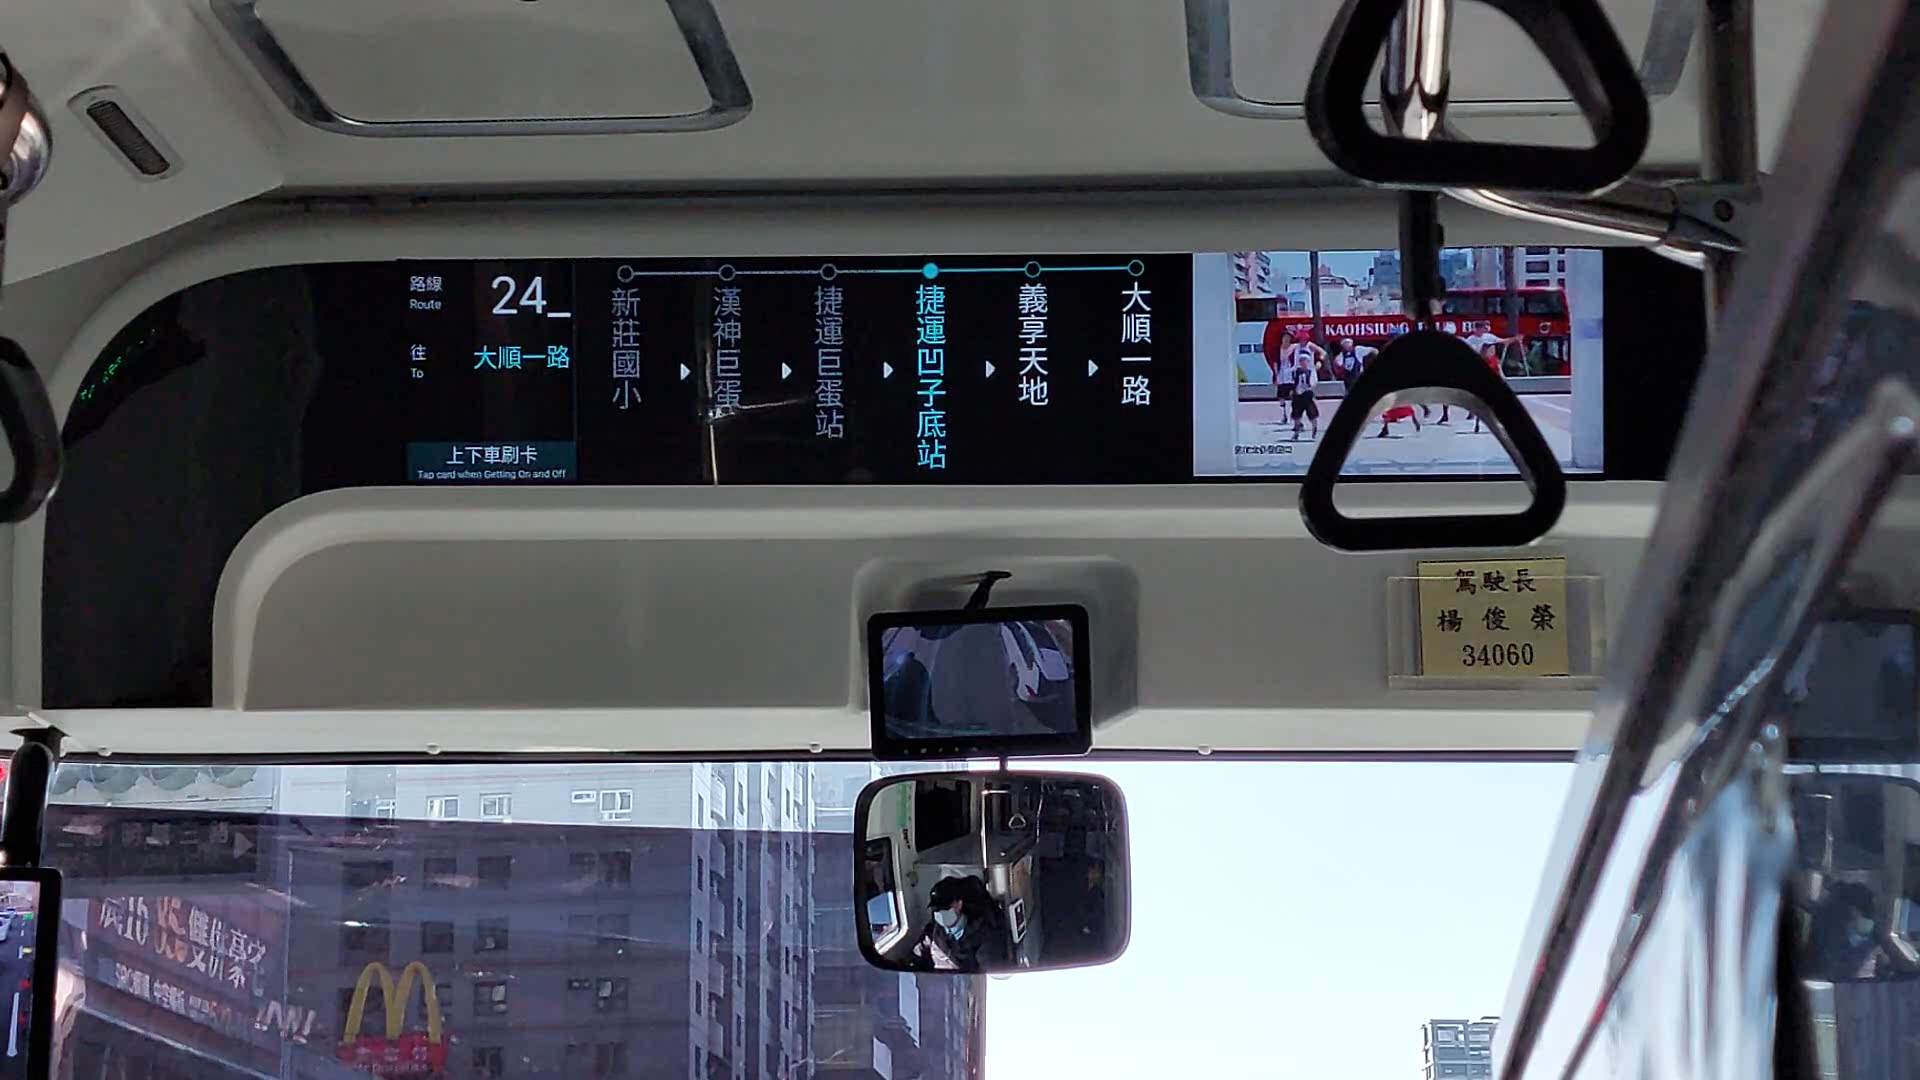 路線
Route
24_
往
To
大順一路
上下車刷卡
Tap card when Getting On and Off
新莊國小
漢神巨蛋
捷運巨蛋站
捷運凹子底站
義享天地
大順一路
KAOHSIUNG
BUS
駕駛長
楊俊榮
34060